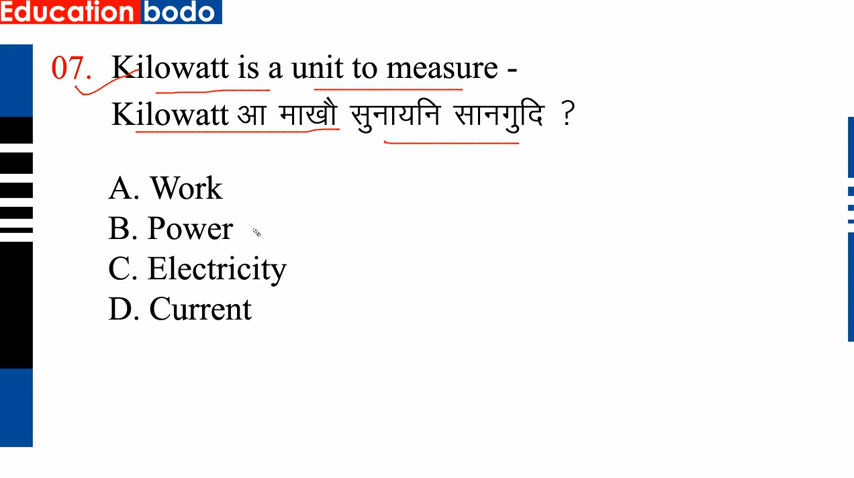 Education bodo
07. Kilowatt is a unit to measure -
Kilowatt आ माखौ सुनायनि सानगुदि ?
A. Work
B. Power
C. Electricity
D. Current